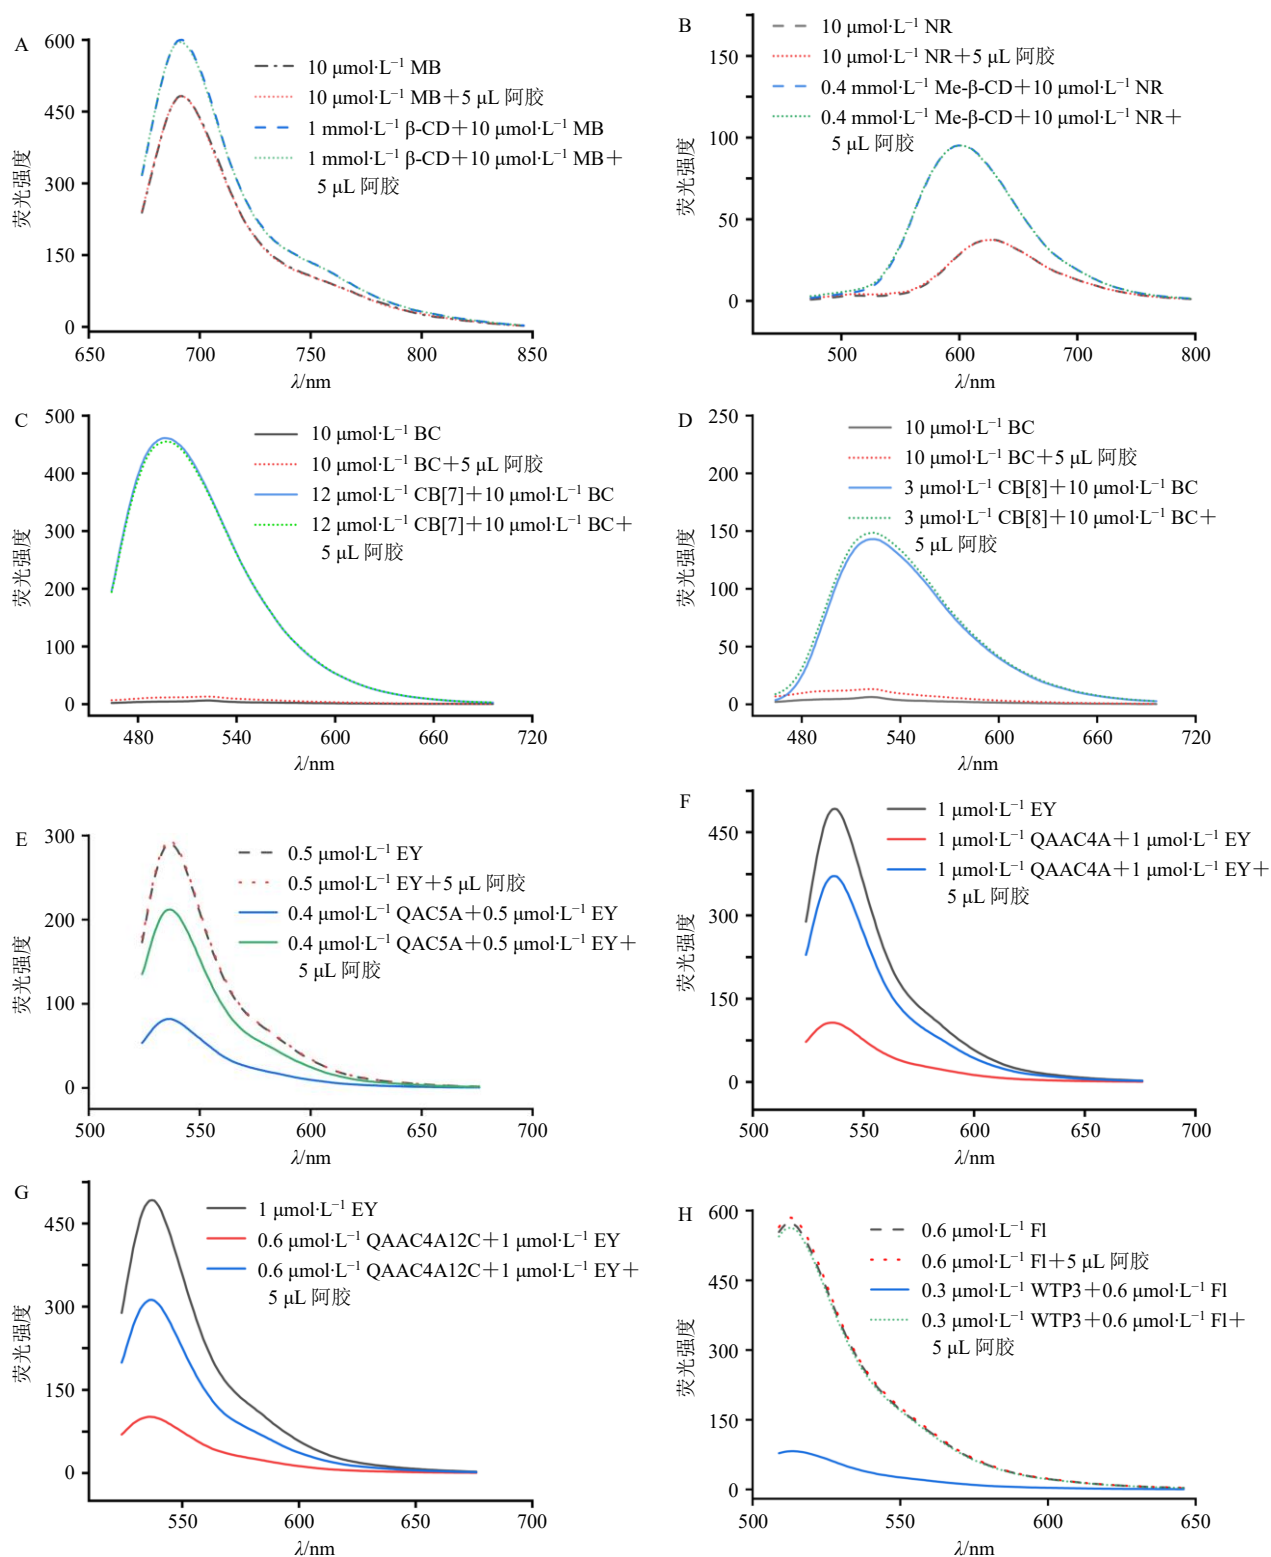 A
600
450
300
150
0
荧光强度
10 μmol·L⁻¹ MB
10 μmol·L⁻¹ MB+5 μL 阿胶
1 mmol·L⁻¹ β-CD+10 μmol·L⁻¹ MB
1 mmol·L⁻¹ β-CD+10 μmol·L⁻¹ MB+
5 μL 阿胶
650 700 750 800 850
λ/nm
B
150
100
50
0
荧光强度
10 μmol·L⁻¹ NR
10 μmol·L⁻¹ NR+5 μL 阿胶
0.4 mmol·L⁻¹ Me-β-CD+10 μmol·L⁻¹ NR
0.4 mmol·L⁻¹ Me-β-CD+10 μmol·L⁻¹ NR+
5 μL 阿胶
500 600 700 800
λ/nm
C
500
400
300
200
100
0
荧光强度
10 μmol·L⁻¹ BC
10 μmol·L⁻¹ BC+5 μL 阿胶
12 μmol·L⁻¹ CB[7]+10 μmol·L⁻¹ BC
12 μmol·L⁻¹ CB[7]+10 μmol·L⁻¹ BC+
5 μL 阿胶
480 540 600 660 720
λ/nm
D
250
200
150
100
50
0
荧光强度
10 μmol·L⁻¹ BC
10 μmol·L⁻¹ BC+5 μL 阿胶
3 μmol·L⁻¹ CB[8]+10 μmol·L⁻¹ BC
3 μmol·L⁻¹ CB[8]+10 μmol·L⁻¹ BC+
5 μL 阿胶
480 540 600 660 720
λ/nm
E
300
200
100
0
荧光强度
0.5 μmol·L⁻¹ EY
0.5 μmol·L⁻¹ EY+5 μL 阿胶
0.4 μmol·L⁻¹ QAC5A+0.5 μmol·L⁻¹ EY
0.4 μmol·L⁻¹ QAC5A+0.5 μmol·L⁻¹ EY+
5 μL 阿胶
500 550 600 650 700
λ/nm
F
450
300
150
0
荧光强度
1 μmol·L⁻¹ EY
1 μmol·L⁻¹ QAAC4A+1 μmol·L⁻¹ EY
1 μmol·L⁻¹ QAAC4A+1 μmol·L⁻¹ EY+
5 μL 阿胶
500 550 600 650 700
λ/nm
G
450
300
150
0
荧光强度
1 μmol·L⁻¹ EY
0.6 μmol·L⁻¹ QAAC4A12C+1 μmol·L⁻¹ EY
0.6 μmol·L⁻¹ QAAC4A12C+1 μmol·L⁻¹ EY+
5 μL 阿胶
550 600 650 700
λ/nm
H
600
450
300
150
0
荧光强度
0.6 μmol·L⁻¹ Fl
0.6 μmol·L⁻¹ Fl+5 μL 阿胶
0.3 μmol·L⁻¹ WTP3+0.6 μmol·L⁻¹ Fl
0.3 μmol·L⁻¹ WTP3+0.6 μmol·L⁻¹ Fl+
5 μL 阿胶
500 550 600 650
λ/nm